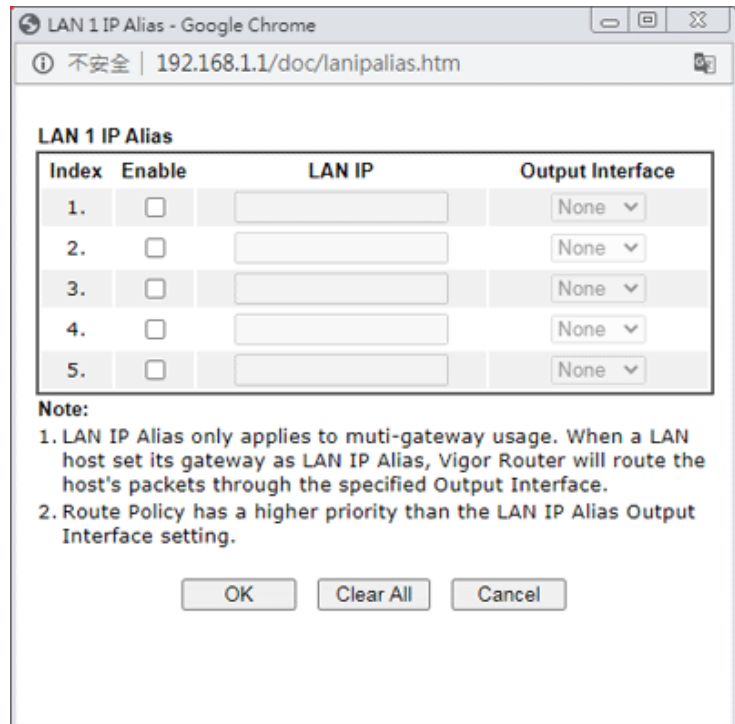 LAN 1 IP Alias - Google Chrome
不安全 | 192.168.1.1/doc/lanipalias.htm
LAN 1 IP Alias
Index Enable LAN IP Output Interface
1. None
2. None
3. None
4. None
5. None
Note:
1. LAN IP Alias only applies to muti-gateway usage. When a LAN
host set its gateway as LAN IP Alias, Vigor Router will route the
host's packets through the specified Output Interface.
2. Route Policy has a higher priority than the LAN IP Alias Output
Interface setting.
OK Clear All Cancel